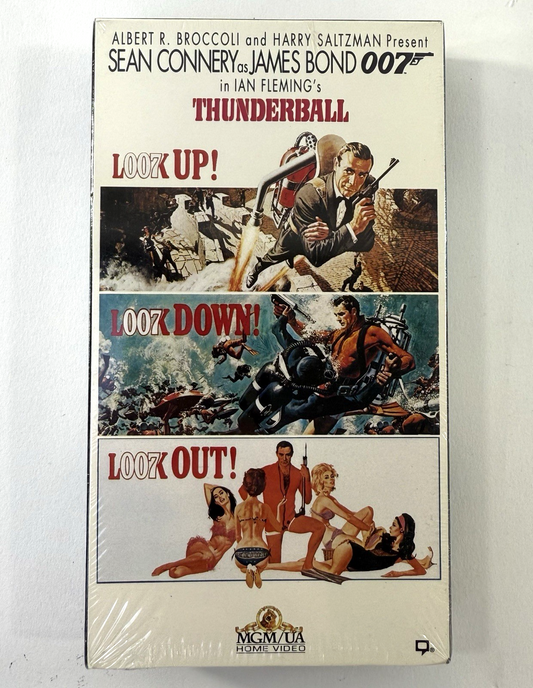 ALBERT R. BROCCOLI and HARRY SALTZMAN Present
SEAN CONNERY as JAMES BOND 007
in IAN FLEMING's
THUNDERBALL
LOO7K UP!
LOO7K DOWN!
LOO7K OUT!
MGM/UA
HOME VIDEO